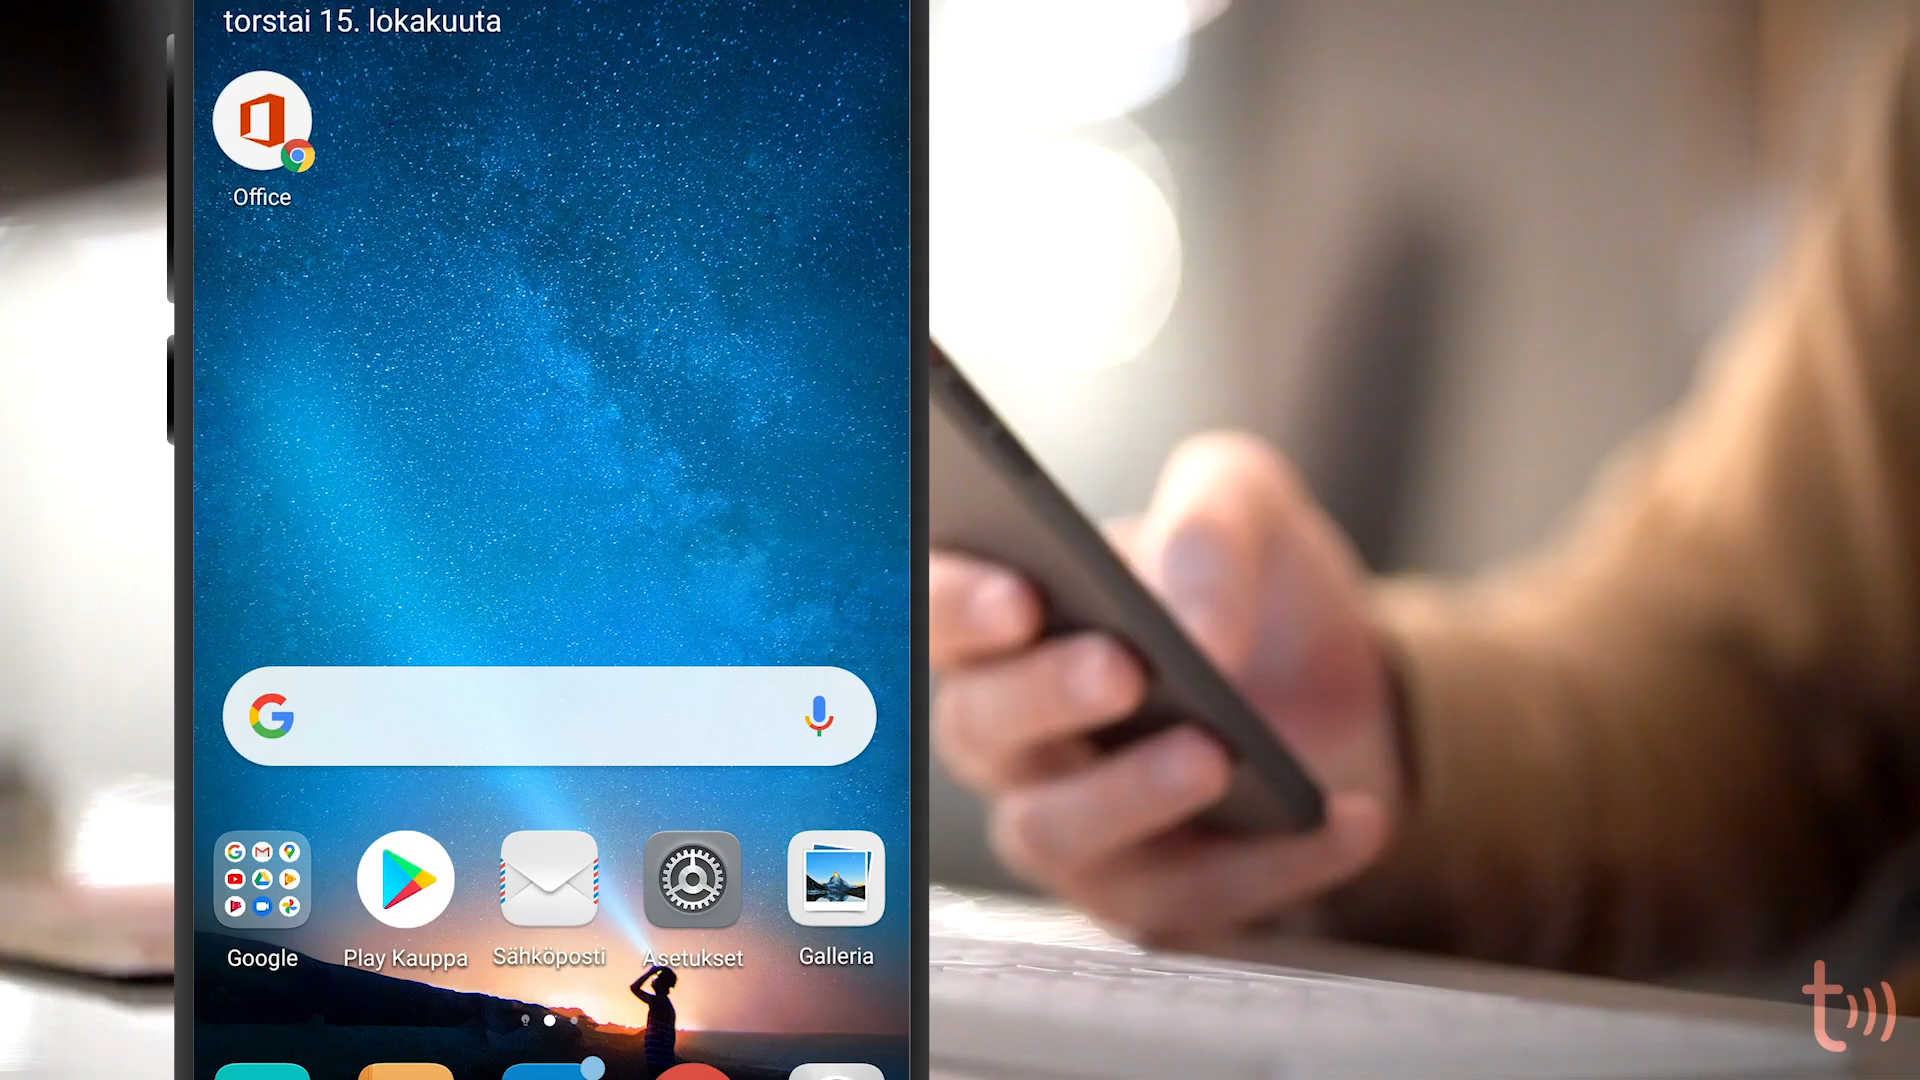 torstai 15. lokakuuta
Office
Google
Play Kauppa
Sähköposti
Asetukset
Galleria